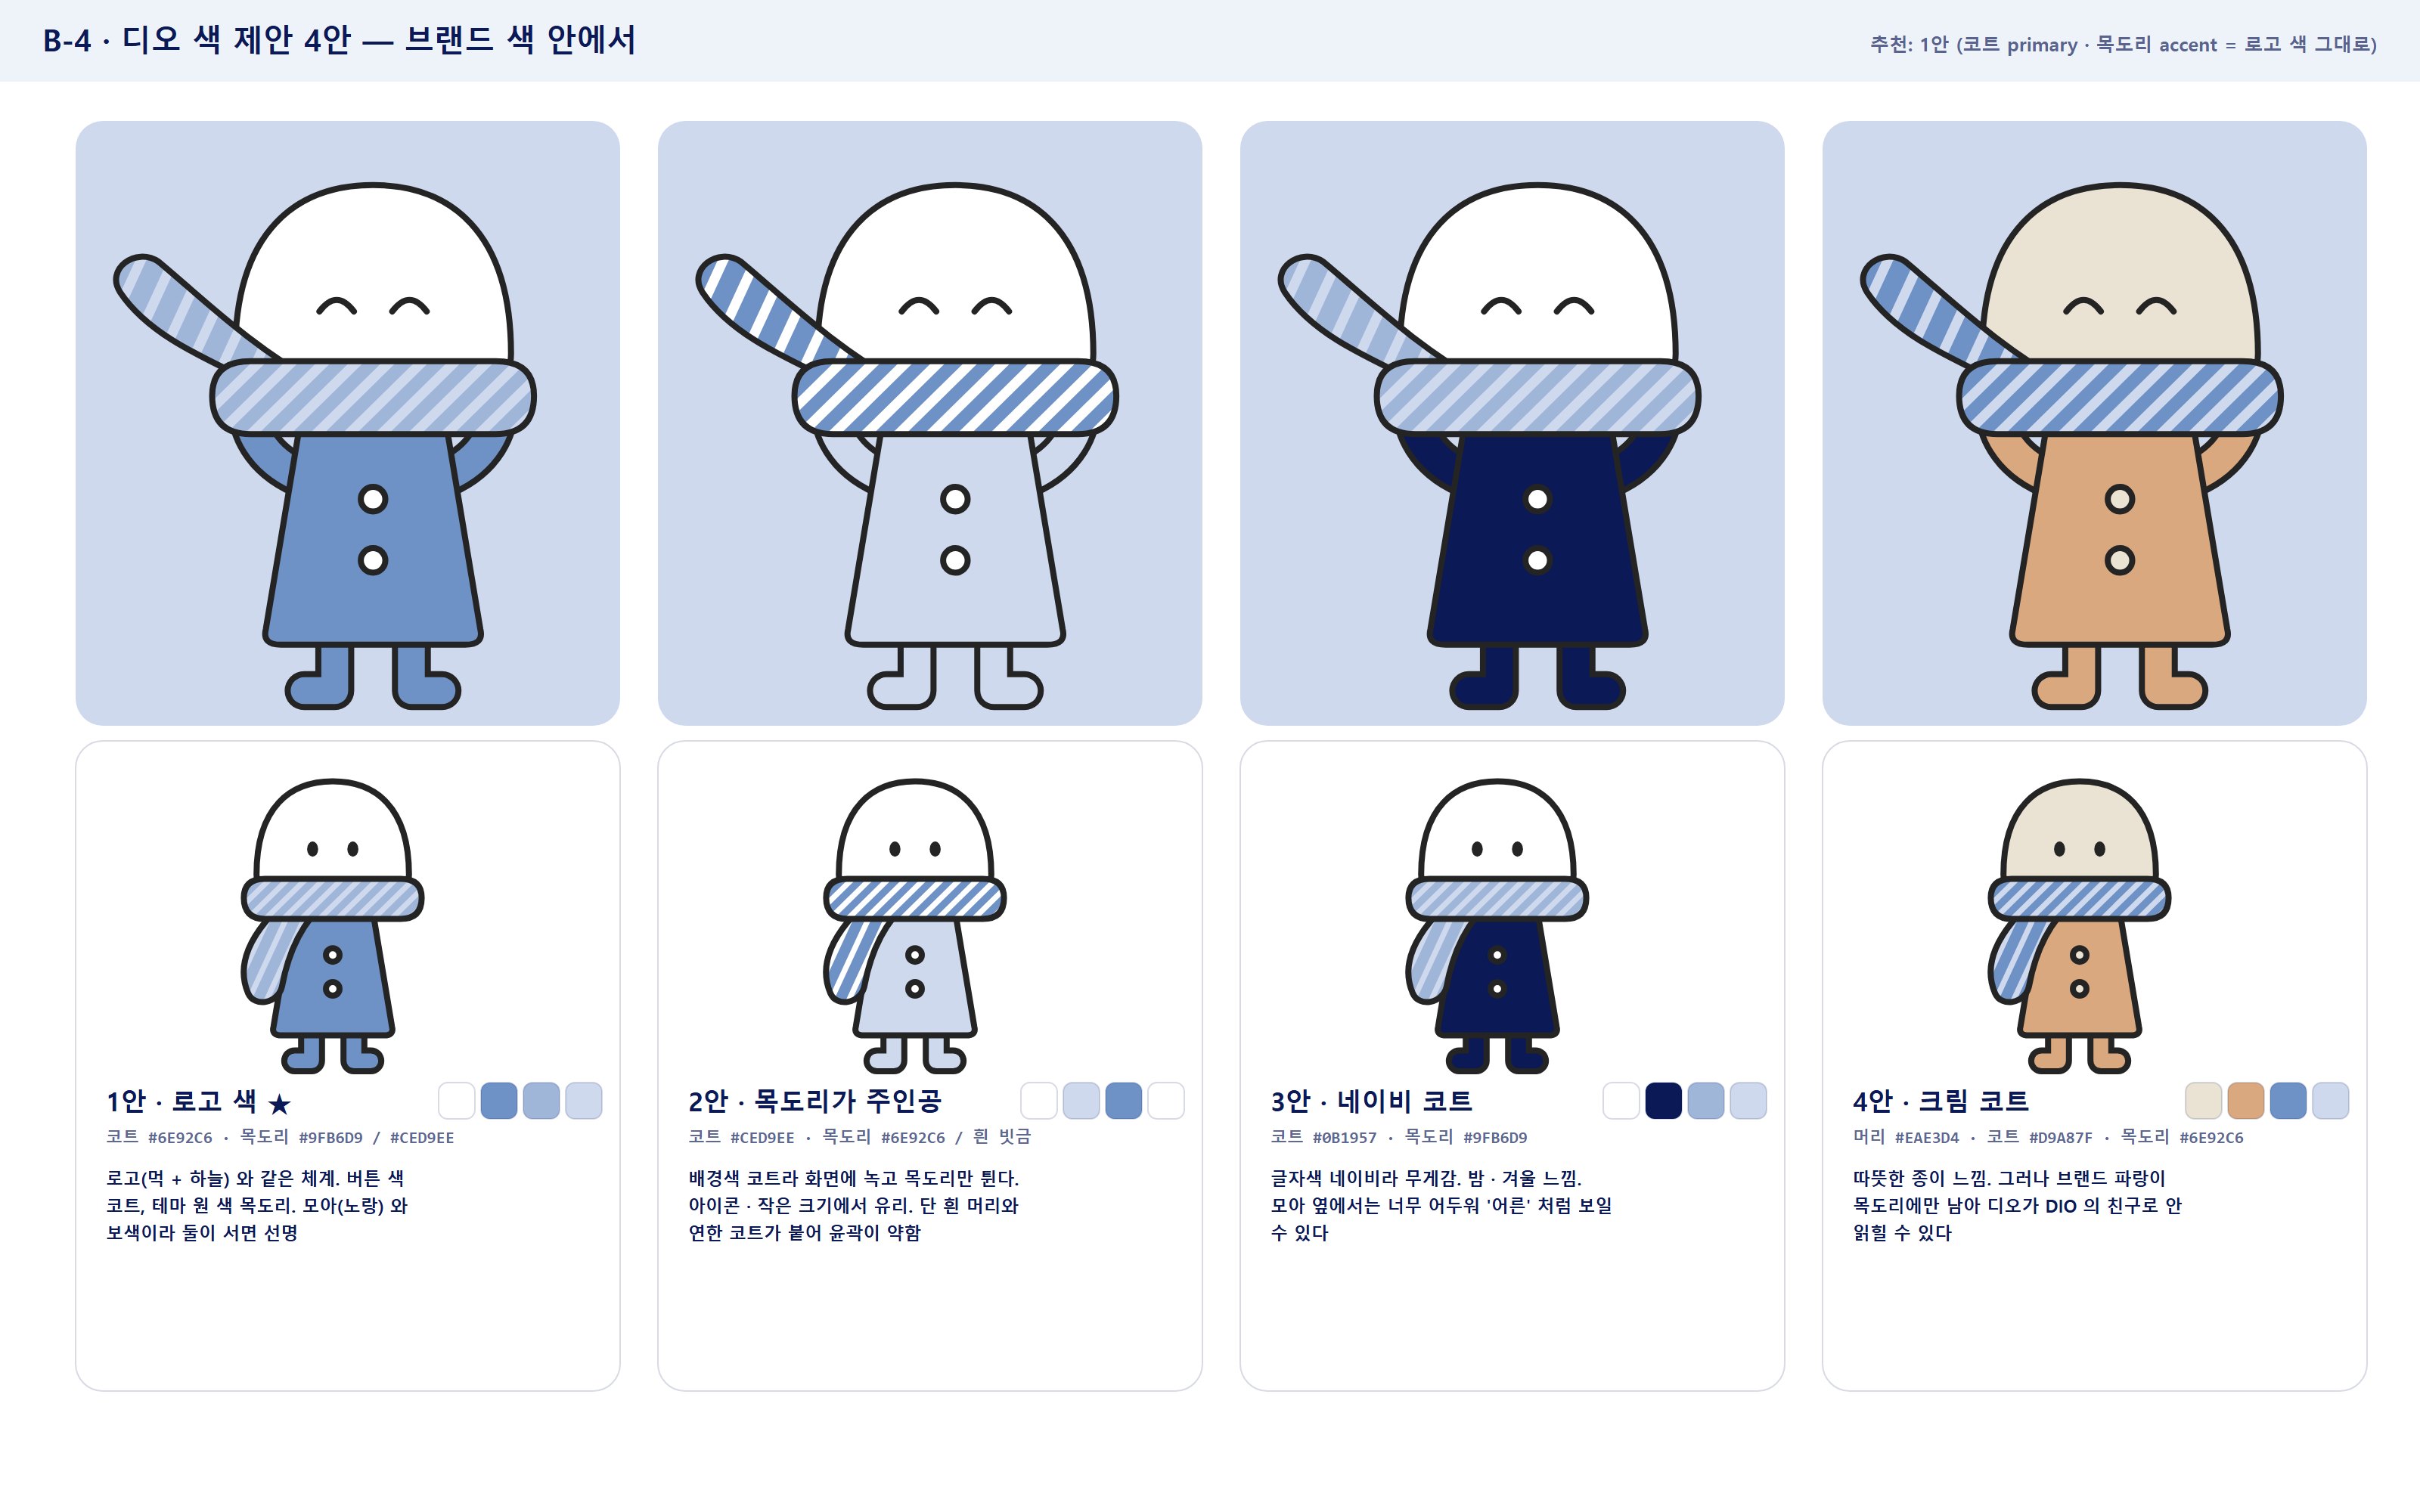 B-4 · 디오 색 제안 4안 — 브랜드 색 안에서
추천: 1안 (코트 primary · 목도리 accent = 로고 색 그대로)
1안 · 로고 색 ★
코트 #6E92C6 · 목도리 #9FB6D9 / #CED9EE
로고(먹 + 하늘) 와 같은 체계. 버튼 색
코트, 테마 원 색 목도리. 모아(노랑) 와
보색이라 둘이 서면 선명
2안 · 목도리가 주인공
코트 #CED9EE · 목도리 #6E92C6 / 흰 빗금
배경색 코트라 화면에 녹고 목도리만 튄다.
아이콘 · 작은 크기에서 유리. 단 흰 머리와
연한 코트가 붙어 윤곽이 약함
3안 · 네이비 코트
코트 #0B1957 · 목도리 #9FB6D9
글자색 네이비라 무게감. 밤 · 겨울 느낌.
모아 옆에서는 너무 어두워 '어른' 처럼 보일
수 있다
4안 · 크림 코트
머리 #EAE3D4 · 코트 #D9A87F · 목도리 #6E92C6
따뜻한 종이 느낌. 그러나 브랜드 파랑이
목도리에만 남아 디오가 DIO 의 친구로 안
읽힐 수 있다